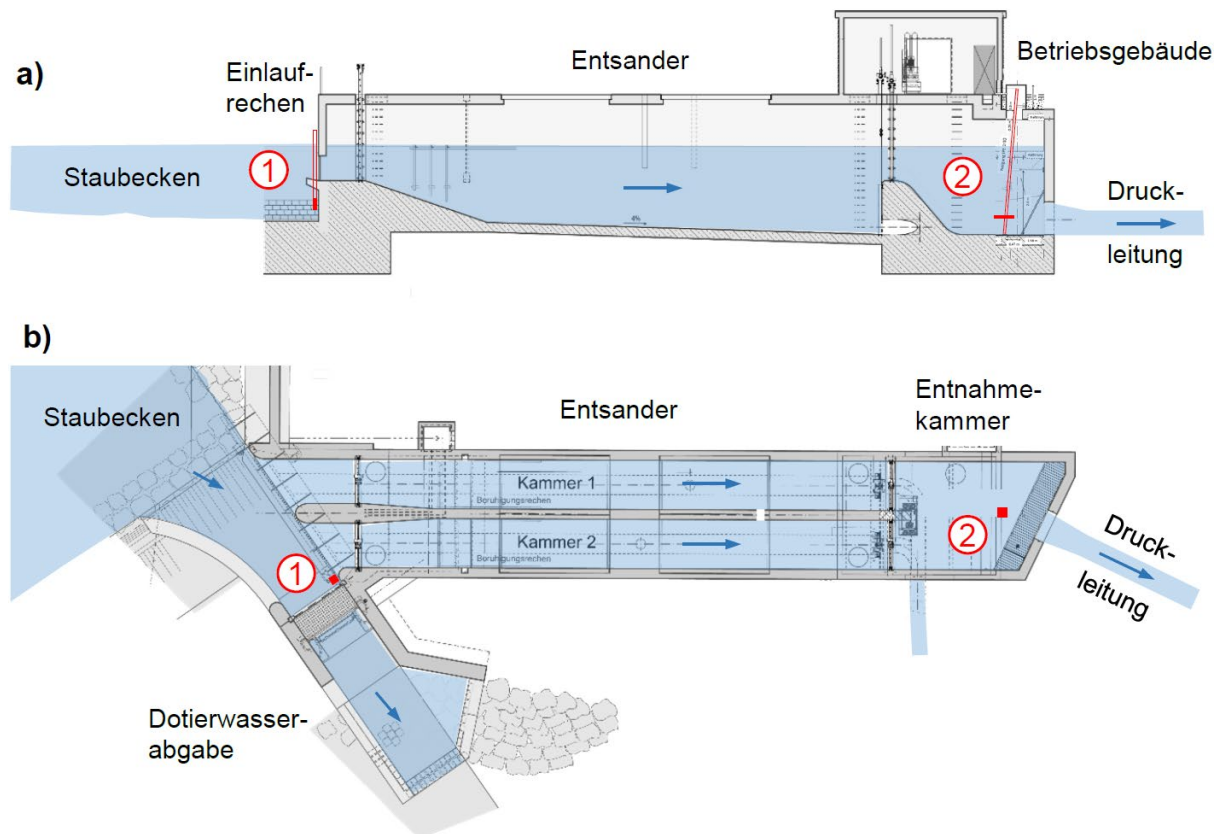 a)
Einlauf-
rechen
Entsander
Betriebsgebäude
Staubecken
1
2
4%
Druck-
leitung
b)
Staubecken
Entsander
Entnahme-
kammer
Kammer 1
Beruhigungsrechen
Kammer 2
Beruhigungsrechen
1
2
Druck-
leitung
Dotierwasser-
abgabe